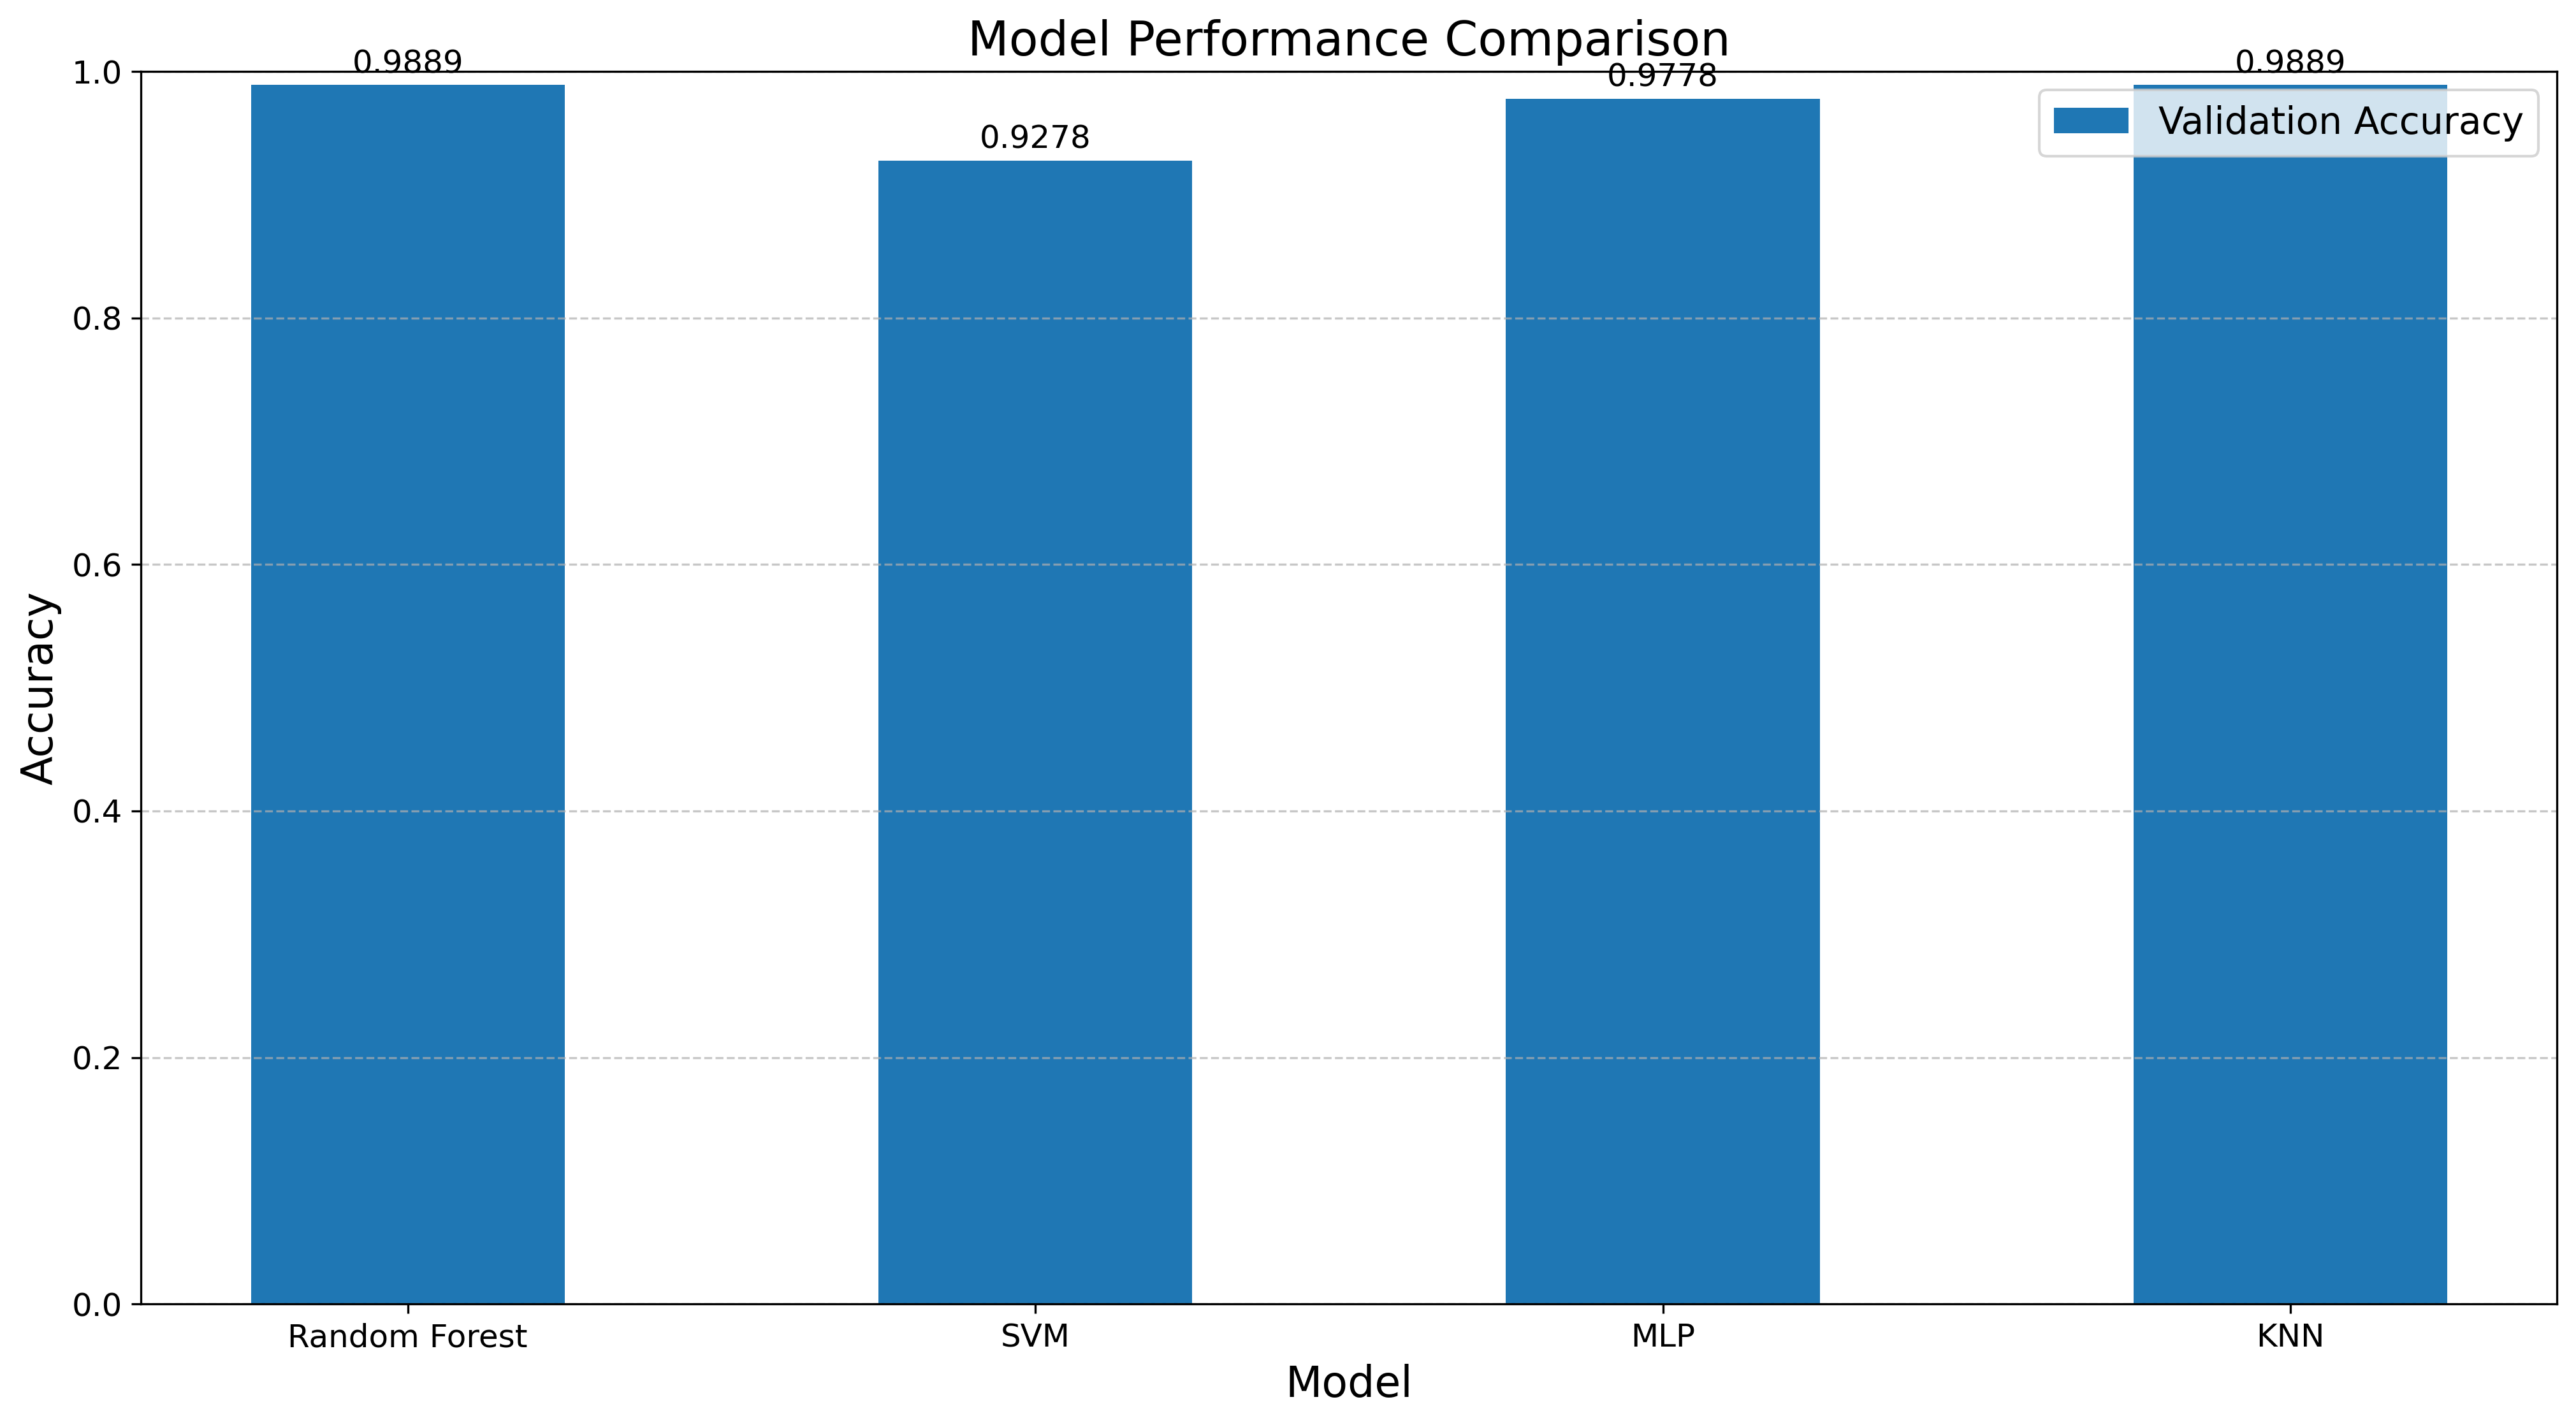 Model Performance Comparison
0.9889
0.9278
0.9778
0.9889
Validation Accuracy
1.0
0.8
0.6
0.4
0.2
0.0
Accuracy
Random Forest
SVM
MLP
KNN
Model